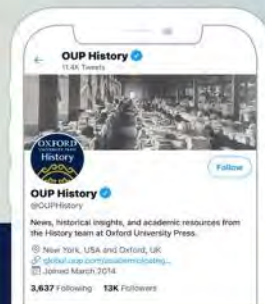 OUP History
11.4K Tweets
OXFORD
UNIVERSITY PRESS
History
Follow
OUP History
@OUPHistory
News, historical insights, and academic resources from
the History team at Oxford University Press.
New York, USA and Oxford, UK
global.oup.com/academic/categ...
Joined March 2014
3,637 Following 13K Followers